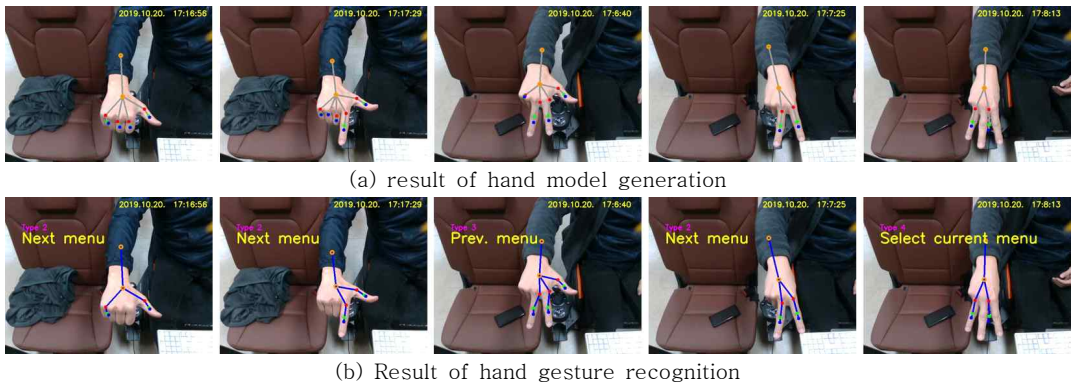 2019.10.20. 17:16:56
2019.10.20. 17:17:29
2019.10.20. 17:6:40
2019.10.20. 17:7:25
2019.10.20. 17:8:13
(a) result of hand model generation
2019.10.20. 17:16:56
Type 2
Next menu
2019.10.20. 17:17:29
Type 2
Next menu
2019.10.20. 17:6:40
Type 3
Prev. menu
2019.10.20. 17:7:25
Type 2
Next menu
2019.10.20. 17:8:13
Type 4
Select current menu
(b) Result of hand gesture recognition